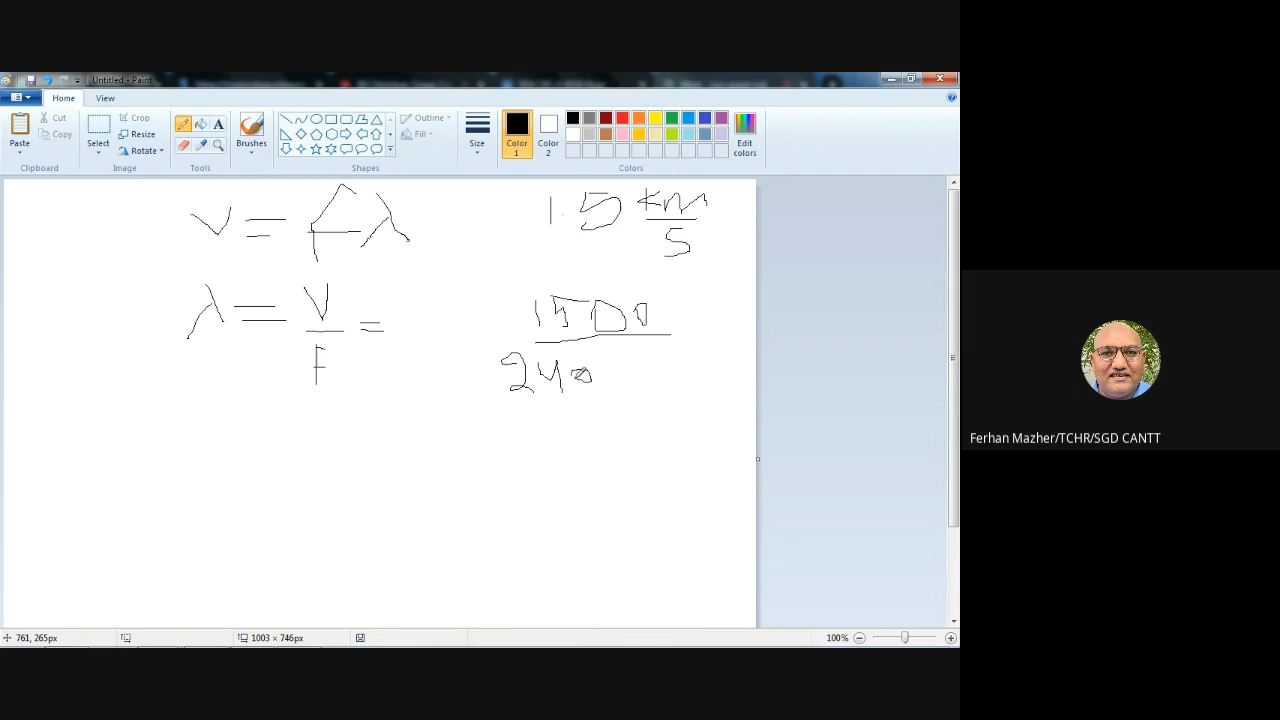 Untitled - Paint
Home View
Paste
Cut
Copy
Clipboard
Select
Crop
Resize
Rotate
Image
A
Tools
Brushes
Shapes
Outline
Fill
Size
Color 1
Color 2
Edit colors
Colors
v = fλ
1.5 km/s
λ = V/F =
1500/240
761, 265px
1003 × 746px
100%
Ferhan Mazher/TCHR/SGD CANTT